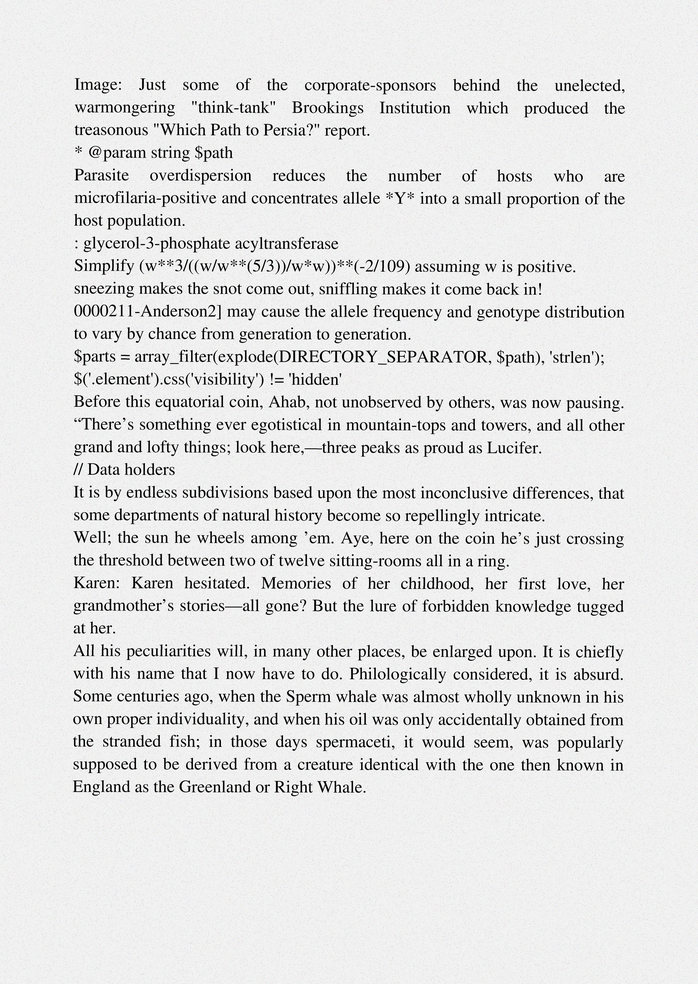 Image: Just some of the corporate-sponsors behind the unelected,
warmongering "think-tank" Brookings Institution which produced the
treasonous "Which Path to Persia?" report.
* @param string $path
Parasite overdispersion reduces the number of hosts who are
microfilaria-positive and concentrates allele *Y* into a small proportion of the
host population.
: glycerol-3-phosphate acyltransferase
Simplify (w**3/((w/w**(5/3))/w*w))**(-2/109) assuming w is positive.
sneezing makes the snot come out, sniffling makes it come back in!
0000211-Anderson2] may cause the allele frequency and genotype distribution
to vary by chance from generation to generation.
$parts = array_filter(explode(DIRECTORY_SEPARATOR, $path), 'strlen');
$('.element').css('visibility') != 'hidden'
Before this equatorial coin, Ahab, not unobserved by others, was now pausing.
“There’s something ever egotistical in mountain-tops and towers, and all other
grand and lofty things; look here,—three peaks as proud as Lucifer.
// Data holders
It is by endless subdivisions based upon the most inconclusive differences, that
some departments of natural history become so repellingly intricate.
Well; the sun he wheels among ’em. Aye, here on the coin he’s just crossing
the threshold between two of twelve sitting-rooms all in a ring.
Karen: Karen hesitated. Memories of her childhood, her first love, her
grandmother’s stories—all gone? But the lure of forbidden knowledge tugged
at her.
All his peculiarities will, in many other places, be enlarged upon. It is chiefly
with his name that I now have to do. Philologically considered, it is absurd.
Some centuries ago, when the Sperm whale was almost wholly unknown in his
own proper individuality, and when his oil was only accidentally obtained from
the stranded fish; in those days spermaceti, it would seem, was popularly
supposed to be derived from a creature identical with the one then known in
England as the Greenland or Right Whale.